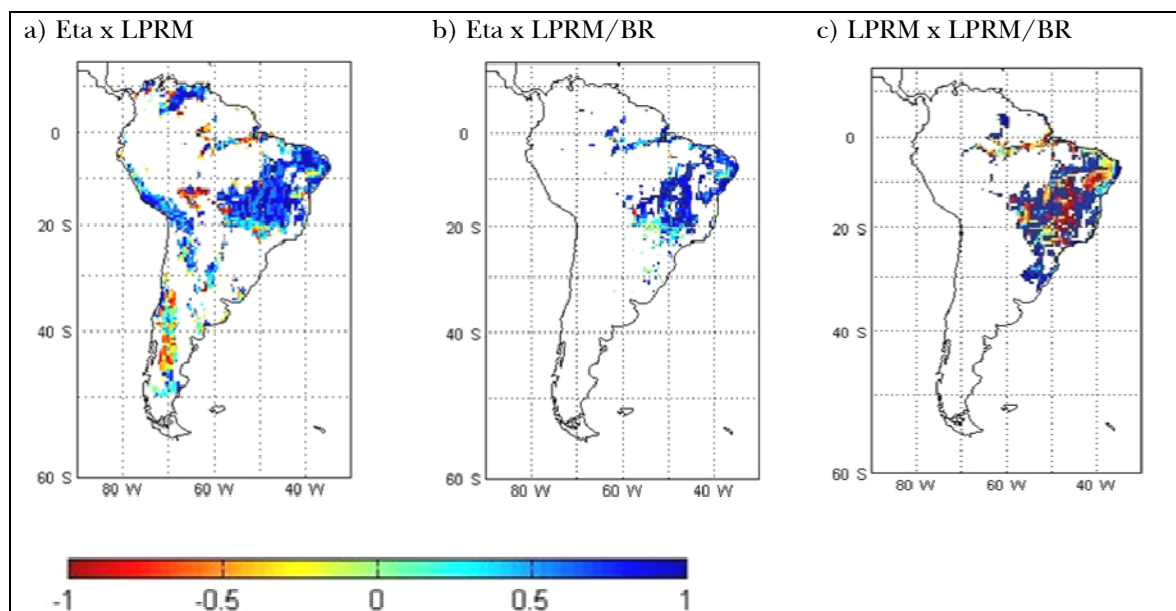 a) Eta x LPRM
b) Eta x LPRM/BR
c) LPRM x LPRM/BR
0
20 S
40 S
60 S
80 W
60 W
40 W
0
20 S
40 S
60 S
80 W
60 W
40 W
0
20 S
40 S
60 S
80 W
60 W
40 W
-1
-0.5
0
0.5
1